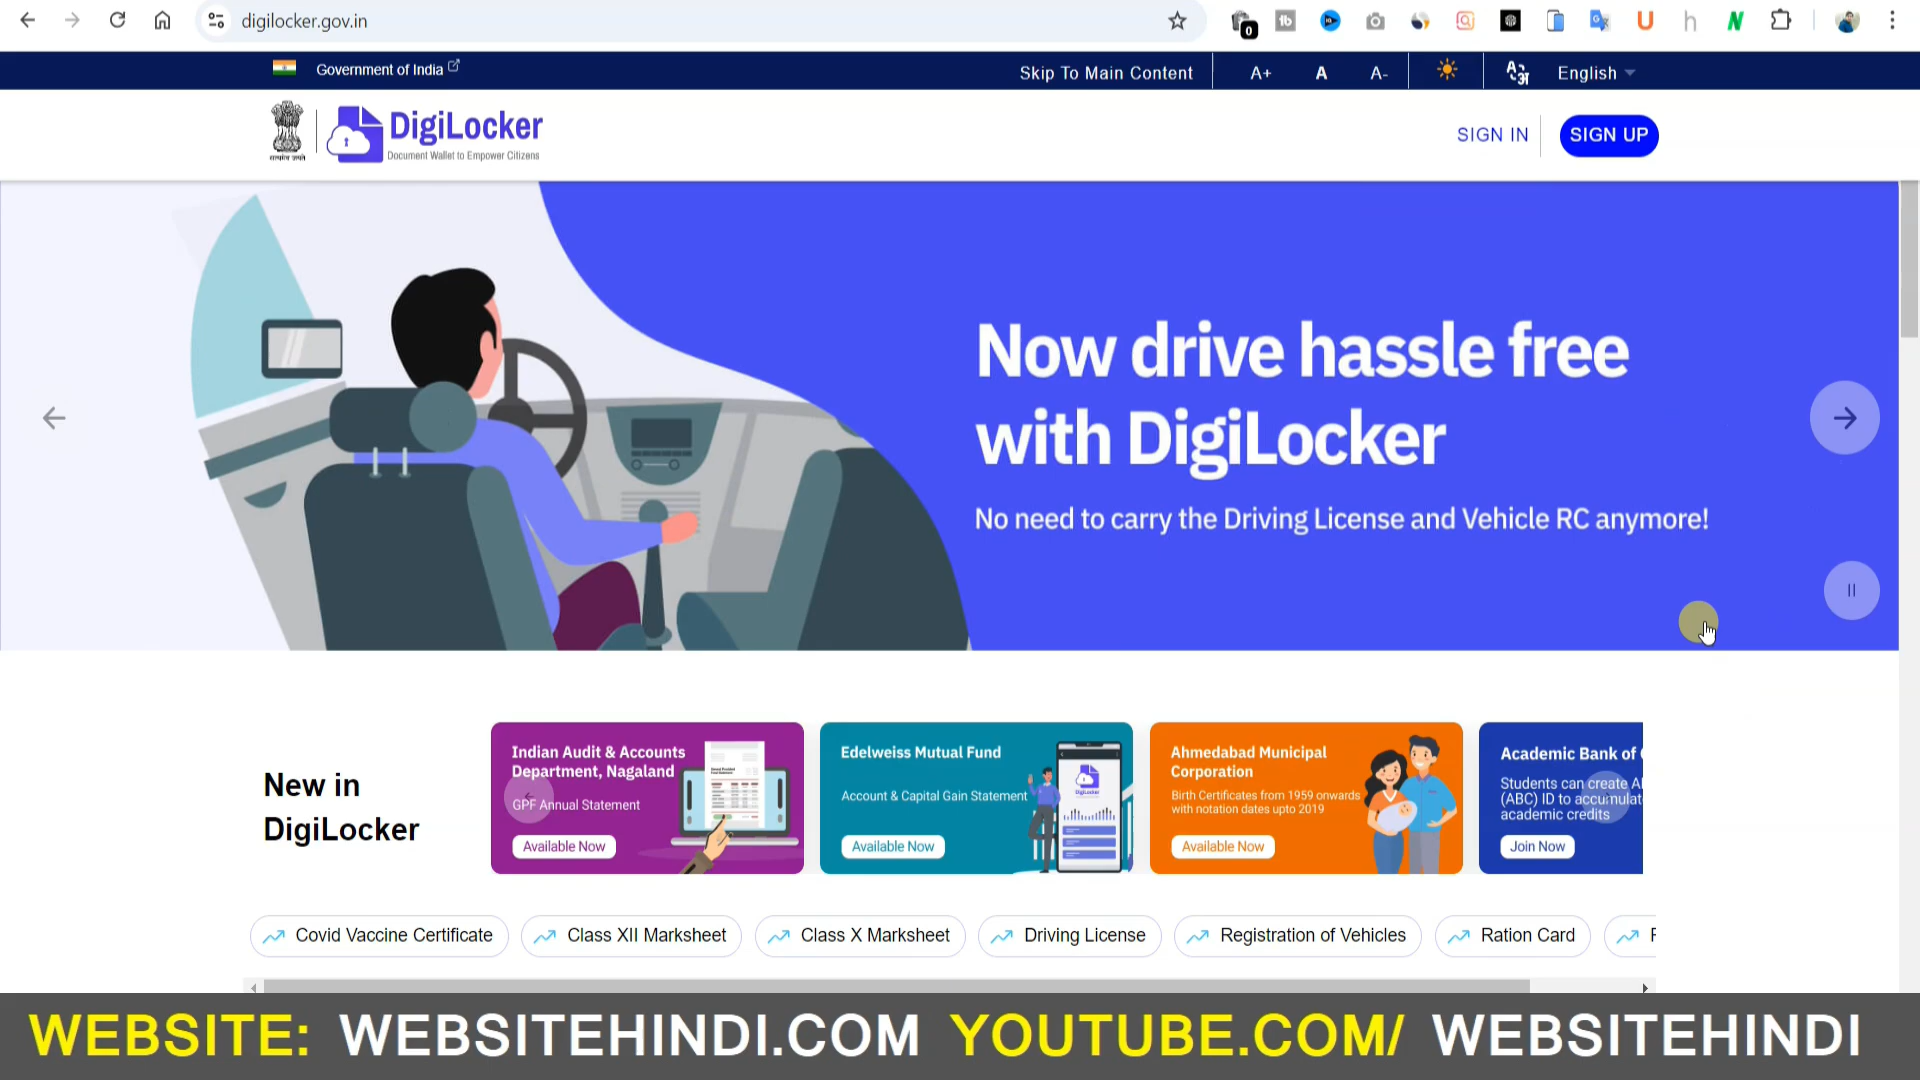 digilocker.gov.in
0
Government of India
Skip To Main Content
A+
A
A-
English
सत्यमेव जयते
DigiLocker
Document Wallet to Empower Citizens
SIGN IN
SIGN UP
Now drive hassle free
with DigiLocker
No need to carry the Driving License and Vehicle RC anymore!
New in
DigiLocker
Indian Audit & Accounts
Department, Nagaland
GPF Annual Statement
Available Now
Edelweiss Mutual Fund
Account & Capital Gain Statement
Available Now
DigiLocker
Ahmedabad Municipal
Corporation
Birth Certificates from 1959 onwards
with notation dates upto 2019
Available Now
Academic Bank of
Students can create
(ABC) ID to
academic credits
Join Now
Covid Vaccine Certificate
Class XII Marksheet
Class X Marksheet
Driving License
Registration of Vehicles
Ration Card
WEBSITE: WEBSITEHINDI.COM YOUTUBE.COM/ WEBSITEHINDI